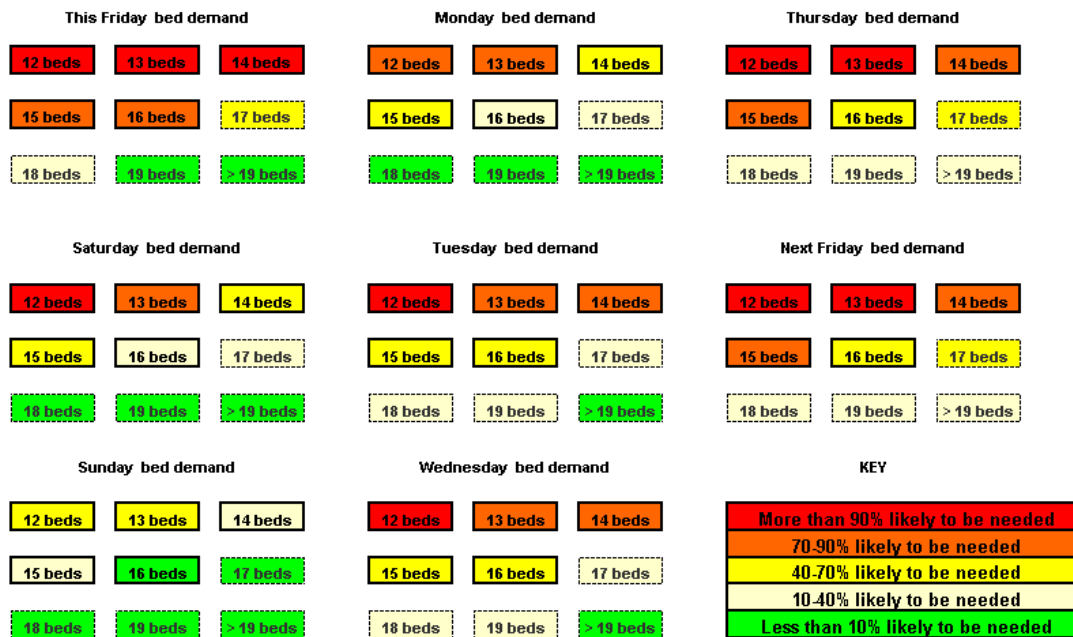 This Friday bed demand
12 beds 13 beds 14 beds
15 beds 16 beds 17 beds
18 beds 19 beds > 19 beds
Monday bed demand
12 beds 13 beds 14 beds
15 beds 16 beds 17 beds
18 beds 19 beds > 19 beds
Thursday bed demand
12 beds 13 beds 14 beds
15 beds 16 beds 17 beds
18 beds 19 beds > 19 beds
Saturday bed demand
12 beds 13 beds 14 beds
15 beds 16 beds 17 beds
18 beds 19 beds > 19 beds
Tuesday bed demand
12 beds 13 beds 14 beds
15 beds 16 beds 17 beds
18 beds 19 beds > 19 beds
Next Friday bed demand
12 beds 13 beds 14 beds
15 beds 16 beds 17 beds
18 beds 19 beds > 19 beds
Sunday bed demand
12 beds 13 beds 14 beds
15 beds 16 beds 17 beds
18 beds 19 beds > 19 beds
Wednesday bed demand
12 beds 13 beds 14 beds
15 beds 16 beds 17 beds
18 beds 19 beds > 19 beds
KEY
More than 90% likely to be needed
70-90% likely to be needed
40-70% likely to be needed
10-40% likely to be needed
Less than 10% likely to be needed